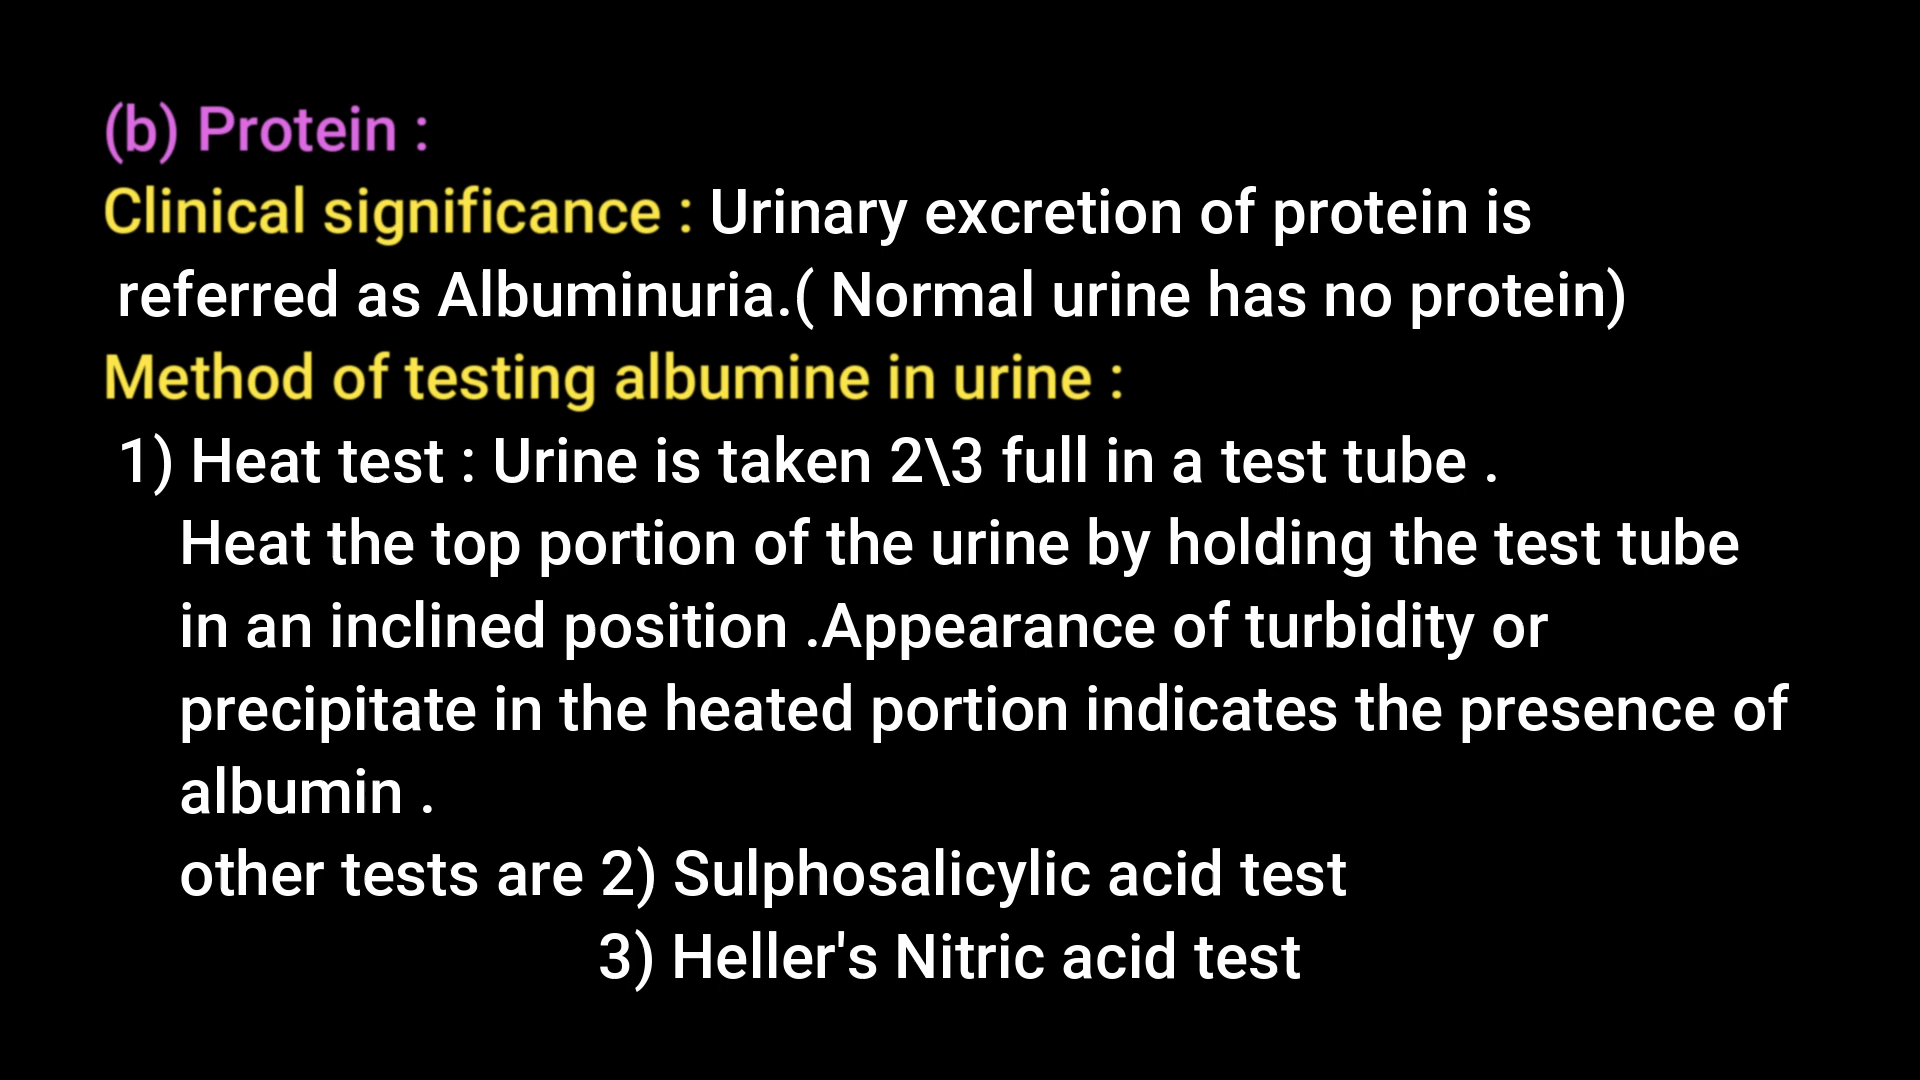 (b) Protein :
Clinical significance : Urinary excretion of protein is
referred as Albuminuria.( Normal urine has no protein)
Method of testing albumine in urine :
1) Heat test : Urine is taken 2\3 full in a test tube .
Heat the top portion of the urine by holding the test tube
in an inclined position .Appearance of turbidity or
precipitate in the heated portion indicates the presence of
albumin .
other tests are 2) Sulphosalicylic acid test
3) Heller's Nitric acid test